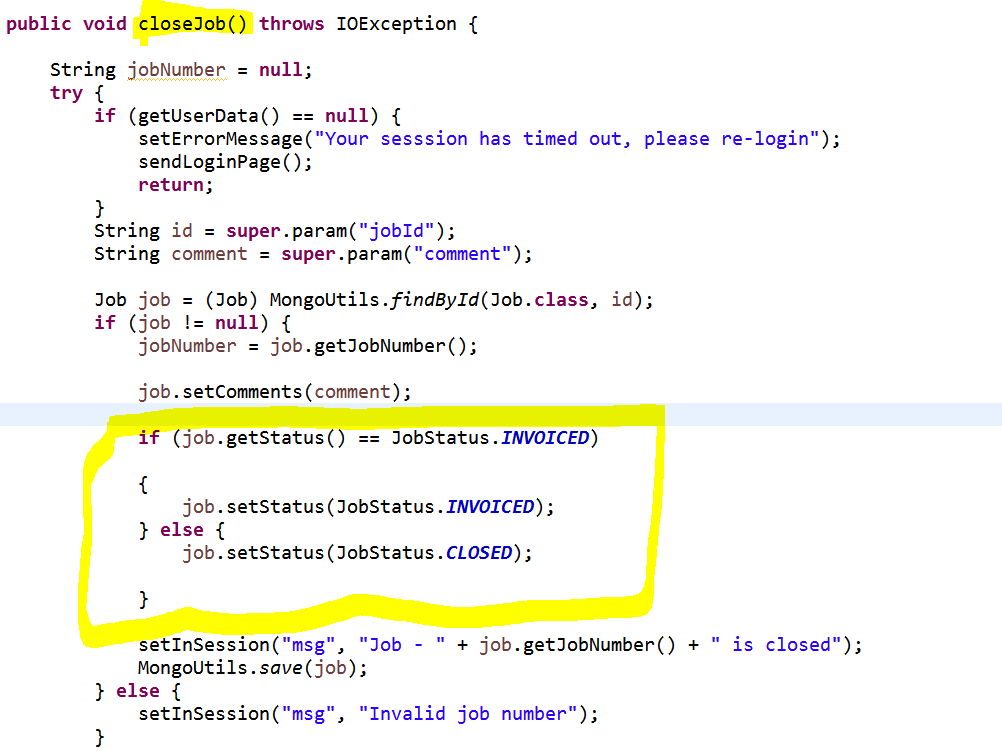 public void closeJob() throws IOException {
String jobNumber = null;
try {
if (getUserData() == null) {
setErrorMessage("Your sesssion has timed out, please re-login");
sendLoginPage();
return;
}
String id = super.param("jobId");
String comment = super.param("comment");
Job job = (Job) MongoUtils.findById(Job.class, id);
if (job != null) {
jobNumber = job.getJobNumber();
job.setComments(comment);
if (job.getStatus() == JobStatus.INVOICED)
{
job.setStatus(JobStatus.INVOICED);
} else {
job.setStatus(JobStatus.CLOSED);
}
setInSession("msg", "Job - " + job.getJobNumber() + " is closed");
MongoUtils.save(job);
} else {
setInSession("msg", "Invalid job number");
}